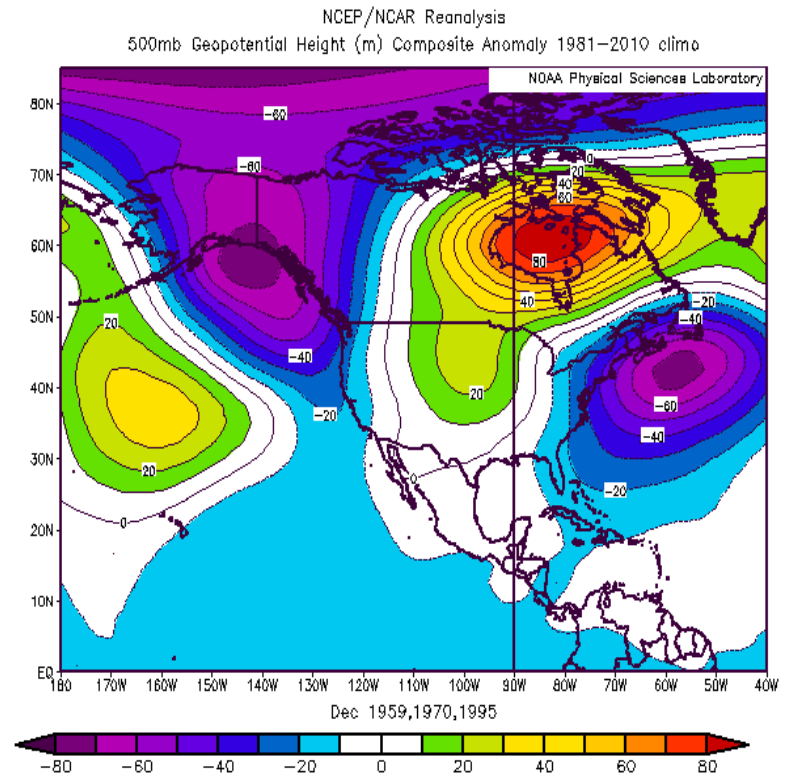 NCEP/NCAR Reanalysis
500mb Geopotential Height (m) Composite Anomaly 1981-2010 climo
NOAA Physical Sciences Laboratory
80N
70N
60N
50N
40N
30N
20N
10N
EQ
-60
-80
0
20
40
60
80
40
20
-20
-40
-40
-20
20
-60
-40
20
0
-20
0
180 170W 160W 150W 140W 130W 120W 110W 100W 90W 80W 70W 60W 50W 40W
Dec 1959,1970,1995
-80 -60 -40 -20 0 20 40 60 80